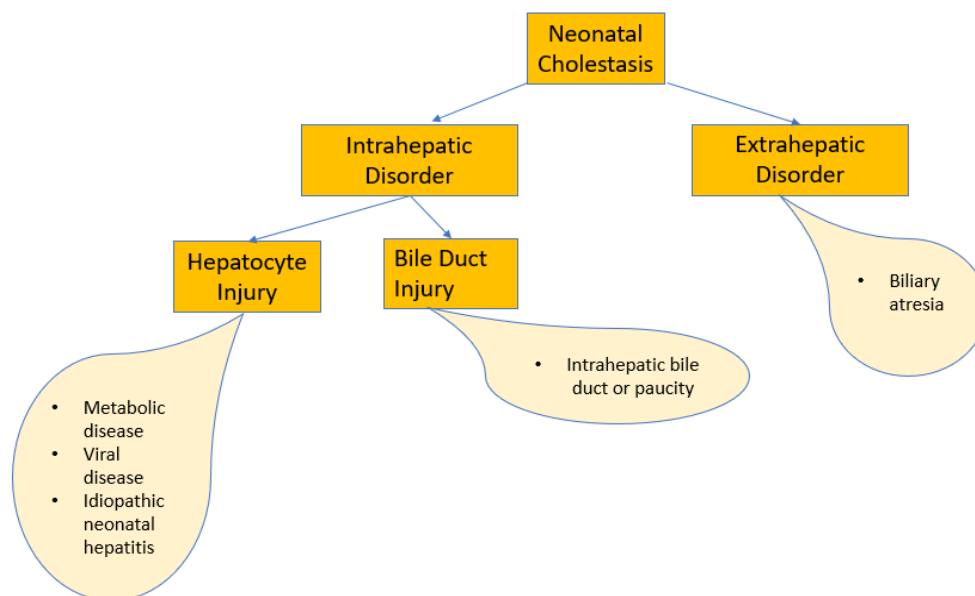 Neonatal
Cholestasis
Intrahepatic
Disorder
Extrahepatic
Disorder
Hepatocyte
Injury
Bile Duct
Injury
• Biliary
atresia
• Intrahepatic bile
duct or paucity
• Metabolic
disease
• Viral
disease
• Idiopathic
neonatal
hepatitis